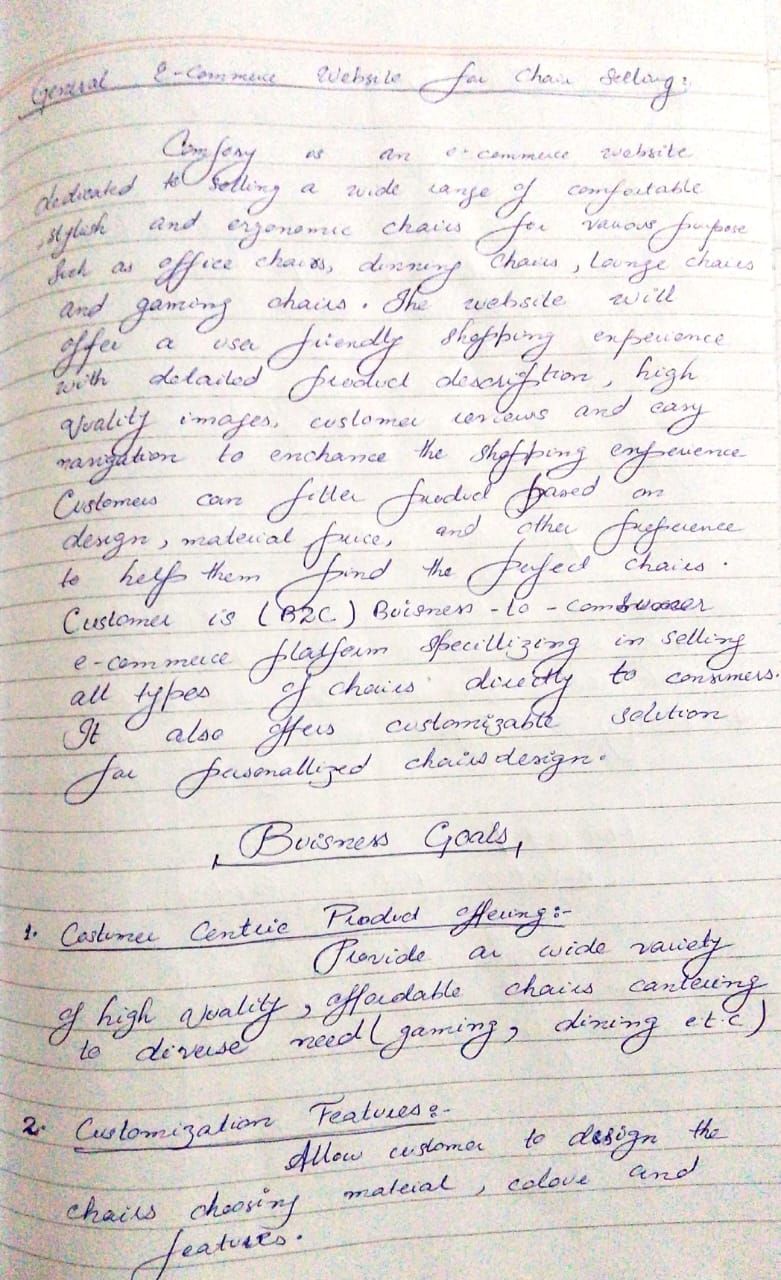 General E-Commerce Website for Chair Selling:
Comfory is an e-commerce website
dedicated to selling a wide range of comfortable
, stylish and ergonomic chairs for various purpose
such as office chairs, dinning chairs, lounge chairs
and gaming chairs. The website will
offer a user friendly shopping experience
with detailed product description, high
quality images, customer reviews and easy
navigation to enchance the shopping experience
Customers can filter product based on
design, material price, and other preference
to help them find the perfect chairs.
Customer is (B2C) Buisness-to-consumer
e-commerce platform specillizing in selling
all types of chairs directly to consumers.
It also offers customizable solution
for personallized chairs design.
Buisness Goals
1. Costumer Centric Product offering:-
Provide a wide variety
of high quality, affordable chairs cantering
to diverse need (gaming, dining e.t.c)
2. Customization Features:-
Allow customer to design the
chairs choosing material, colour and
features.